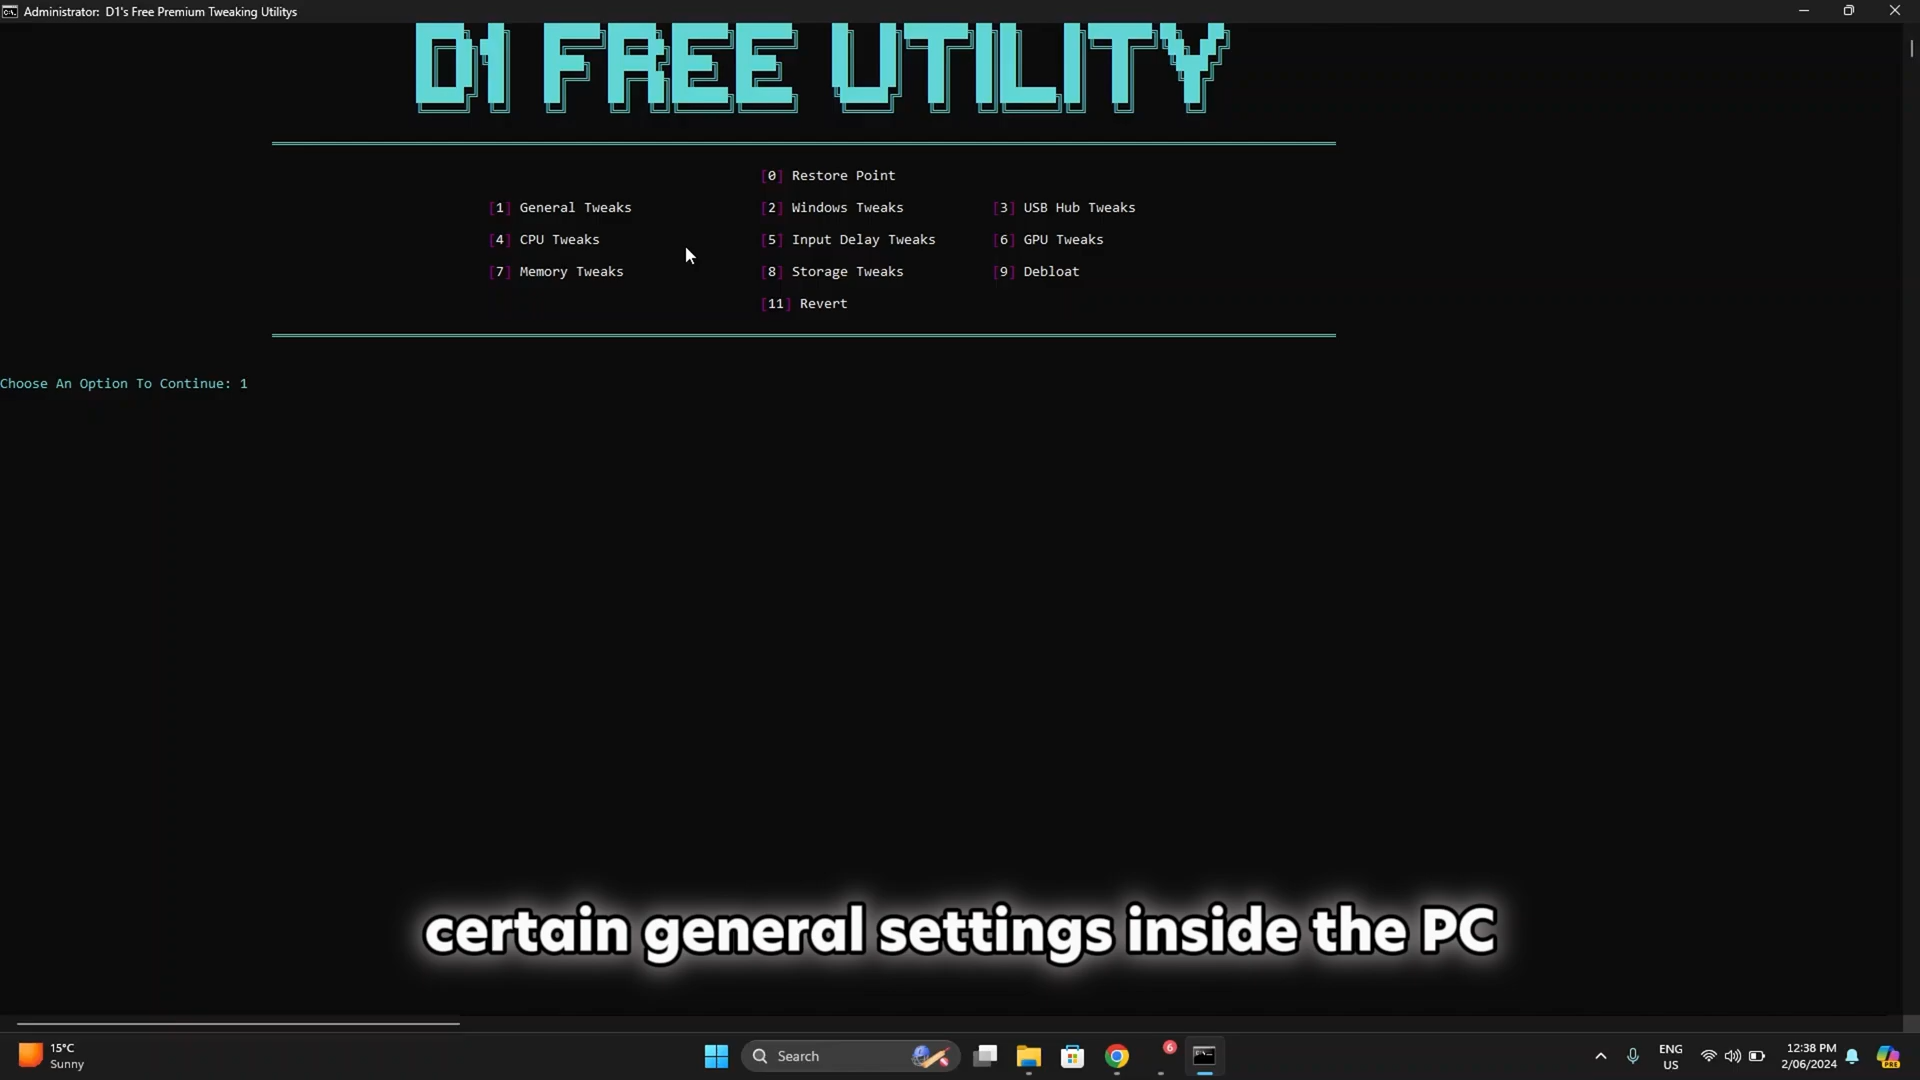 Administrator: D1's Free Premium Tweaking Utilitys
D1 FREE UTILITY
[0] Restore Point
[1] General Tweaks [2] Windows Tweaks [3] USB Hub Tweaks
[4] CPU Tweaks [5] Input Delay Tweaks [6] GPU Tweaks
[7] Memory Tweaks [8] Storage Tweaks [9] Debloat
[11] Revert
Choose An Option To Continue: 1
certain general settings inside the PC
15°C
Sunny
Search
6
ENG
US
12:38 PM
2/06/2024
PRE